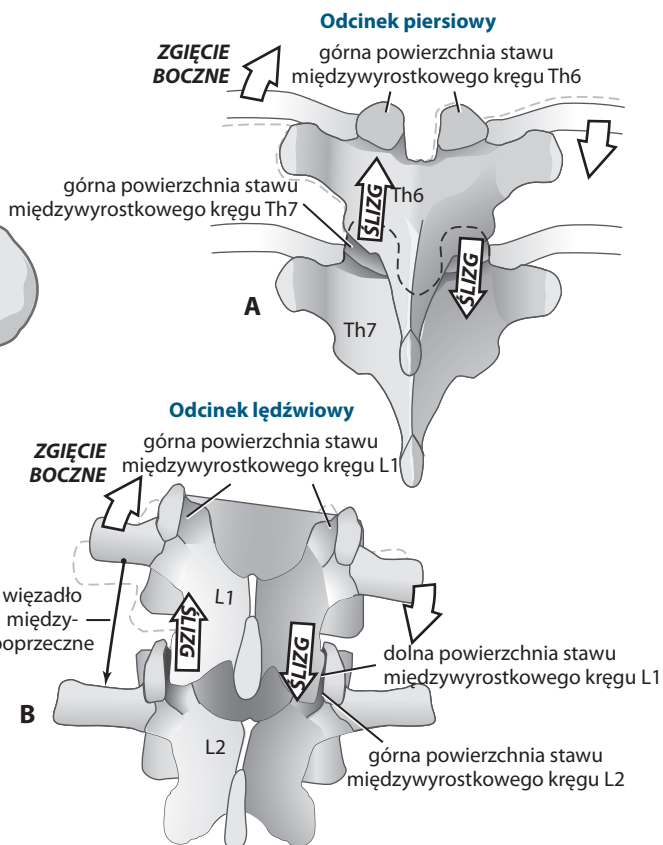 Odcinek piersiowy
ZGIĘCIE
BOCZNE
górna powierzchnia stawu
międzywyrostkowego kręgu Th6
górna powierzchnia stawu
międzywyrostkowego kręgu Th7
ŚLIZG
Th6
ŚLIZG
A
Th7
Odcinek lędźwiowy
ZGIĘCIE
BOCZNE
górna powierzchnia stawu
międzywyrostkowego kręgu L1
więzadło
między-
poprzeczne
L1
ŚLIZG
ŚLIZG
dolna powierzchnia stawu
międzywyrostkowego kręgu L1
B
L2
górna powierzchnia stawu
międzywyrostkowego kręgu L2